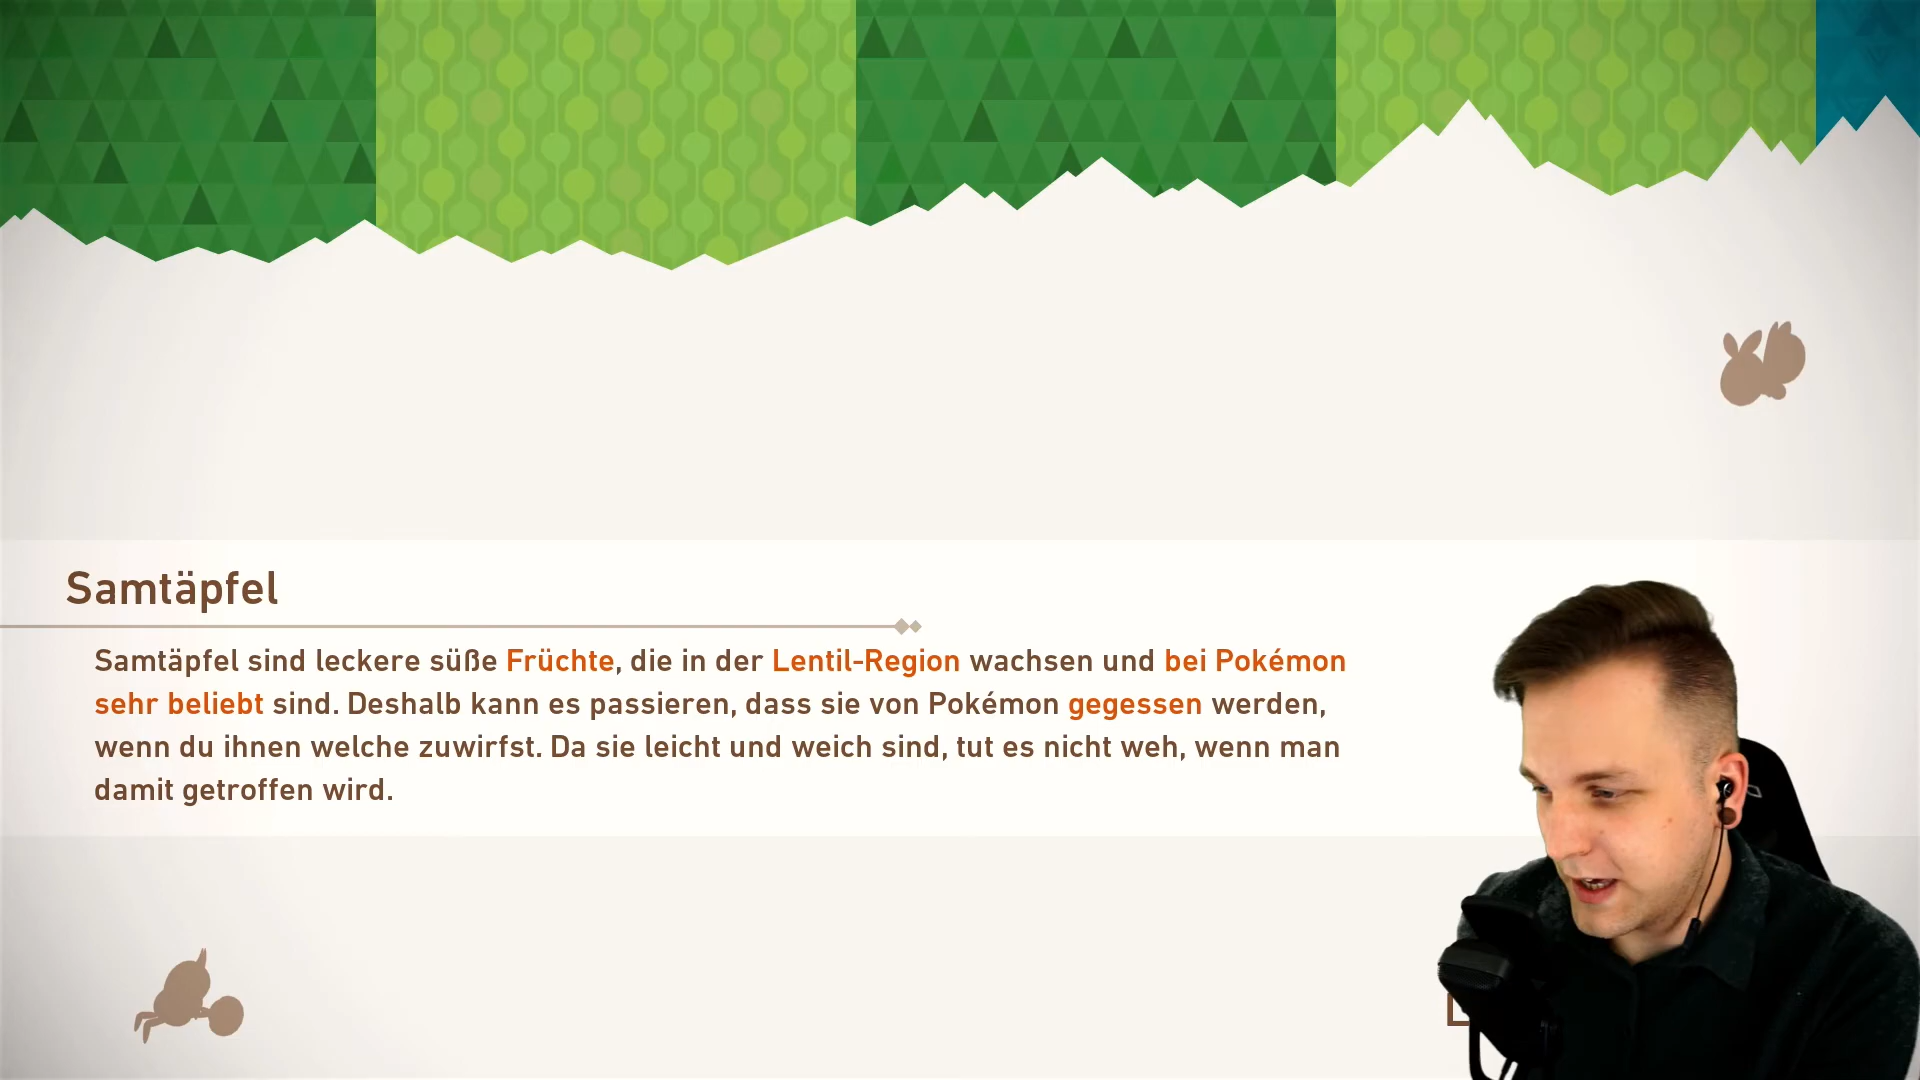 Samtäpfel
Samtäpfel sind leckere süße Früchte, die in der Lentil-Region wachsen und bei Pokémon
sehr beliebt sind. Deshalb kann es passieren, dass sie von Pokémon gegessen werden,
wenn du ihnen welche zuwirfst. Da sie leicht und weich sind, tut es nicht weh, wenn man
damit getroffen wird.